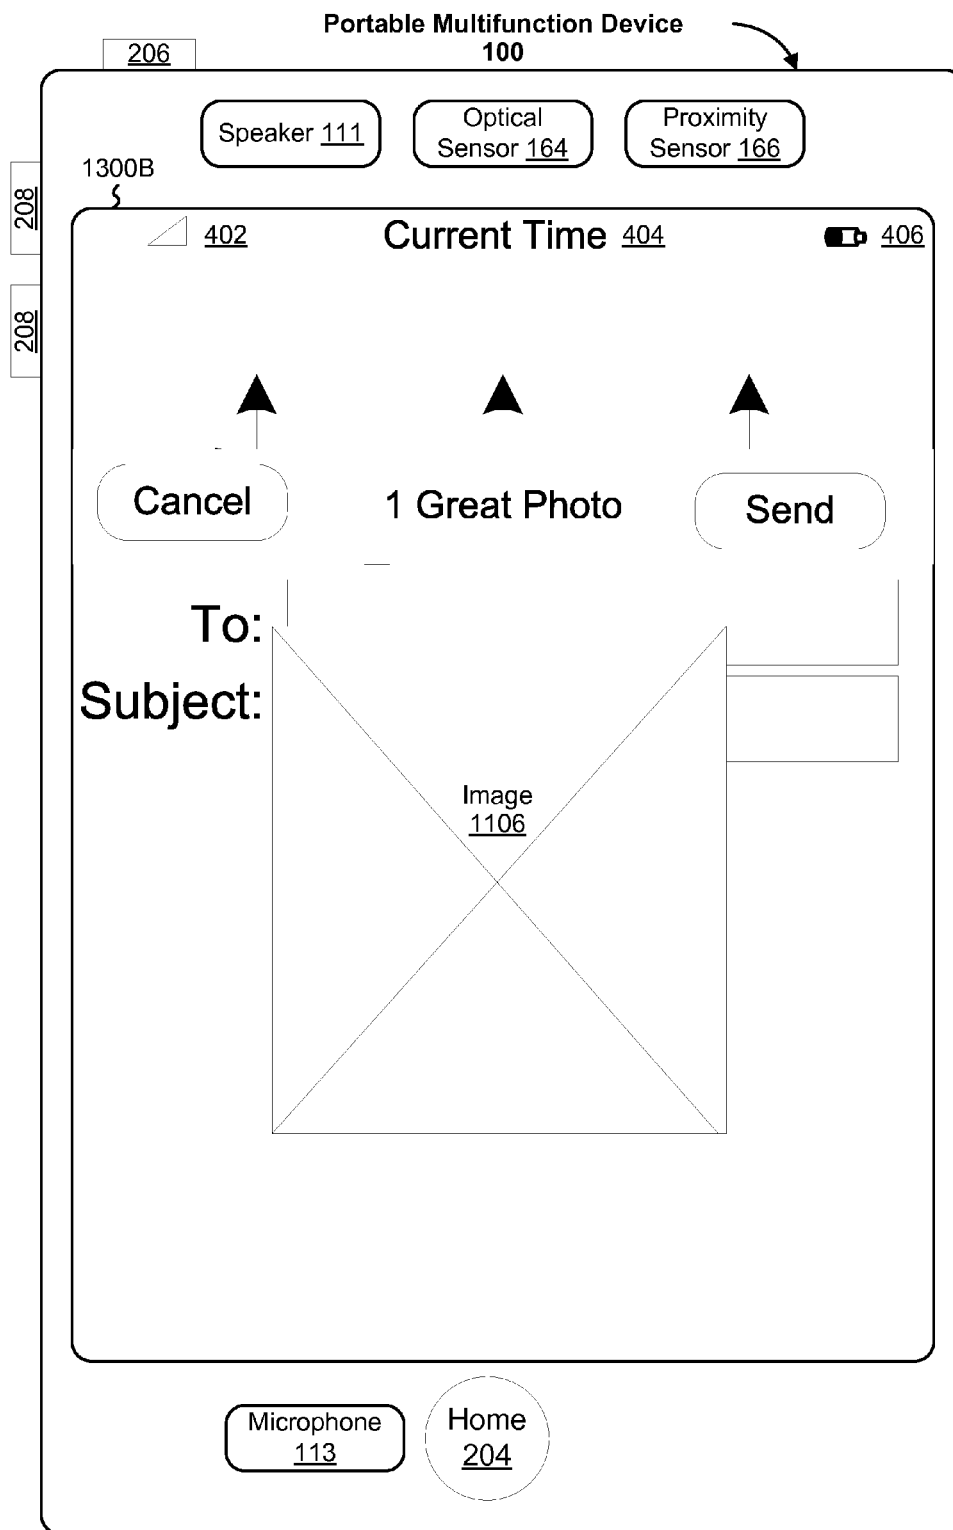 Portable Multifunction Device
100
206
Speaker 111
Optical
Sensor 164
Proximity
Sensor 166
1300B
208
402
Current Time 404
406
208
Cancel
1 Great Photo
Send
To:
Subject:
Image
1106
Microphone
113
Home
204